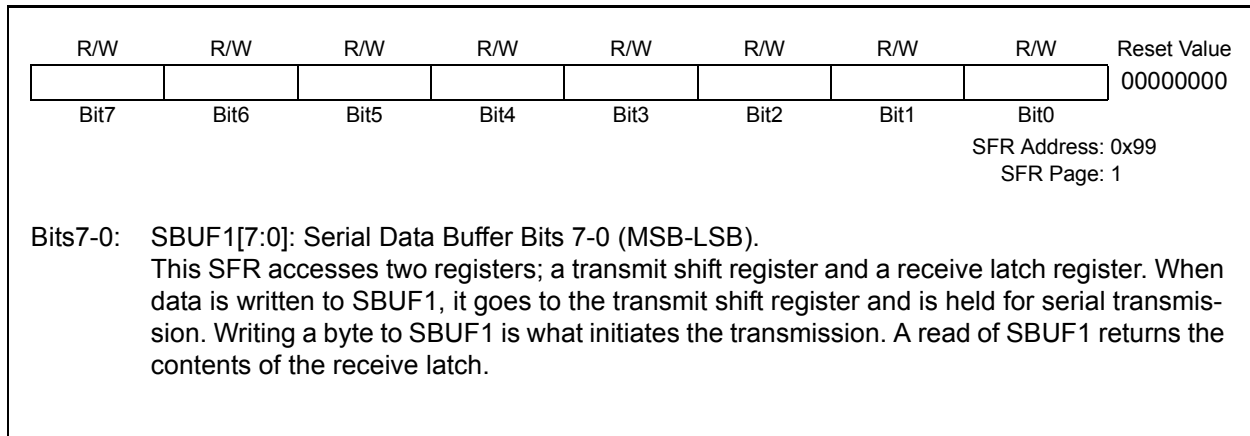 R/W R/W R/W R/W R/W R/W R/W R/W Reset Value
00000000
Bit7 Bit6 Bit5 Bit4 Bit3 Bit2 Bit1 Bit0
SFR Address: 0x99
SFR Page: 1
Bits7-0: SBUF1[7:0]: Serial Data Buffer Bits 7-0 (MSB-LSB).
This SFR accesses two registers; a transmit shift register and a receive latch register. When
data is written to SBUF1, it goes to the transmit shift register and is held for serial transmis-
sion. Writing a byte to SBUF1 is what initiates the transmission. A read of SBUF1 returns the
contents of the receive latch.